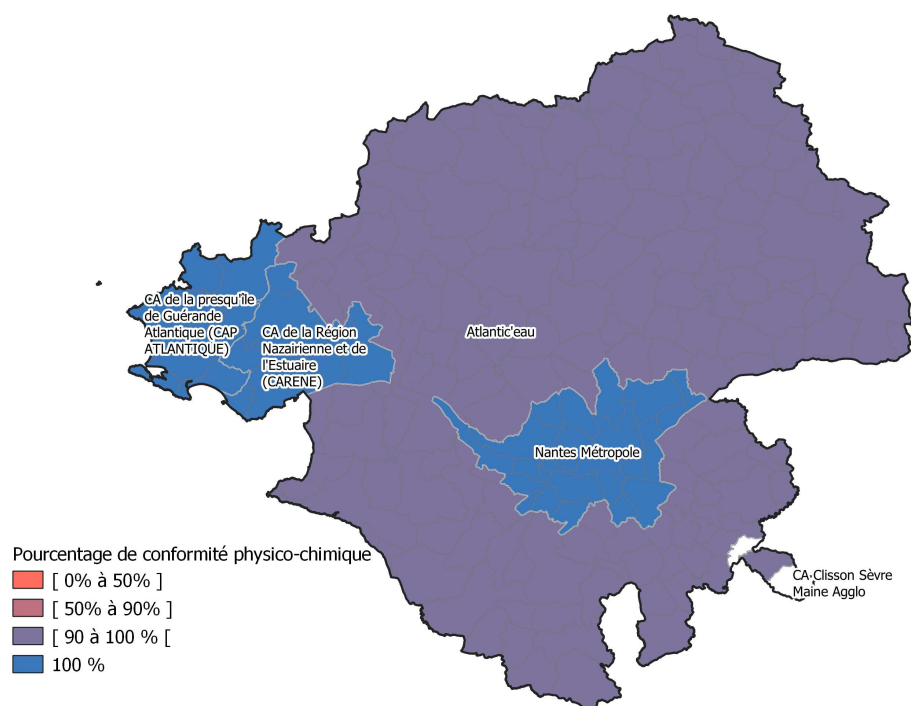 CA de la presqu'île
de Guérande
Atlantique (CAP
ATLANTIQUE)
CA de la Région
Nazairienne et de
l'Estuaire
(CARENE)
Atlantic'eau
Nantes Métropole
CA Clisson Sèvre
Maine Agglo
Pourcentage de conformité physico-chimique
[ 0% à 50% ]
[ 50% à 90% ]
[ 90 à 100 % [
100 %